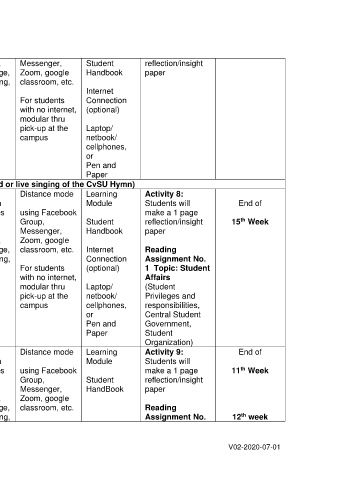 Messenger,
Zoom, google
classroom, etc.
For students
with no internet,
modular thru
pick-up at the
campus
Student
Handbook
Internet
Connection
(optional)
Laptop/
netbook/
cellphones,
or
Pen and
Paper
reflection/insight
paper
d or live singing of the CvSU Hymn)
Distance mode
using Facebook
Group,
Messenger,
Zoom, google
classroom, etc.
For students
with no internet,
modular thru
pick-up at the
campus
Learning
Module
Student
Handbook
Internet
Connection
(optional)
Laptop/
netbook/
cellphones,
or
Pen and
Paper
Activity 8:
Students will
make a 1 page
reflection/insight
paper
Reading
Assignment No.
1 Topic: Student
Affairs
(Student
Privileges and
responsibilities,
Central Student
Government,
Student
Organization)
End of
15th Week
Distance mode
using Facebook
Group,
Messenger,
Zoom, google
classroom, etc.
Learning
Module
Student
HandBook
Activity 9:
Students will
make a 1 page
reflection/insight
paper
Reading
Assignment No.
End of
11th Week
12th week
V02-2020-07-01